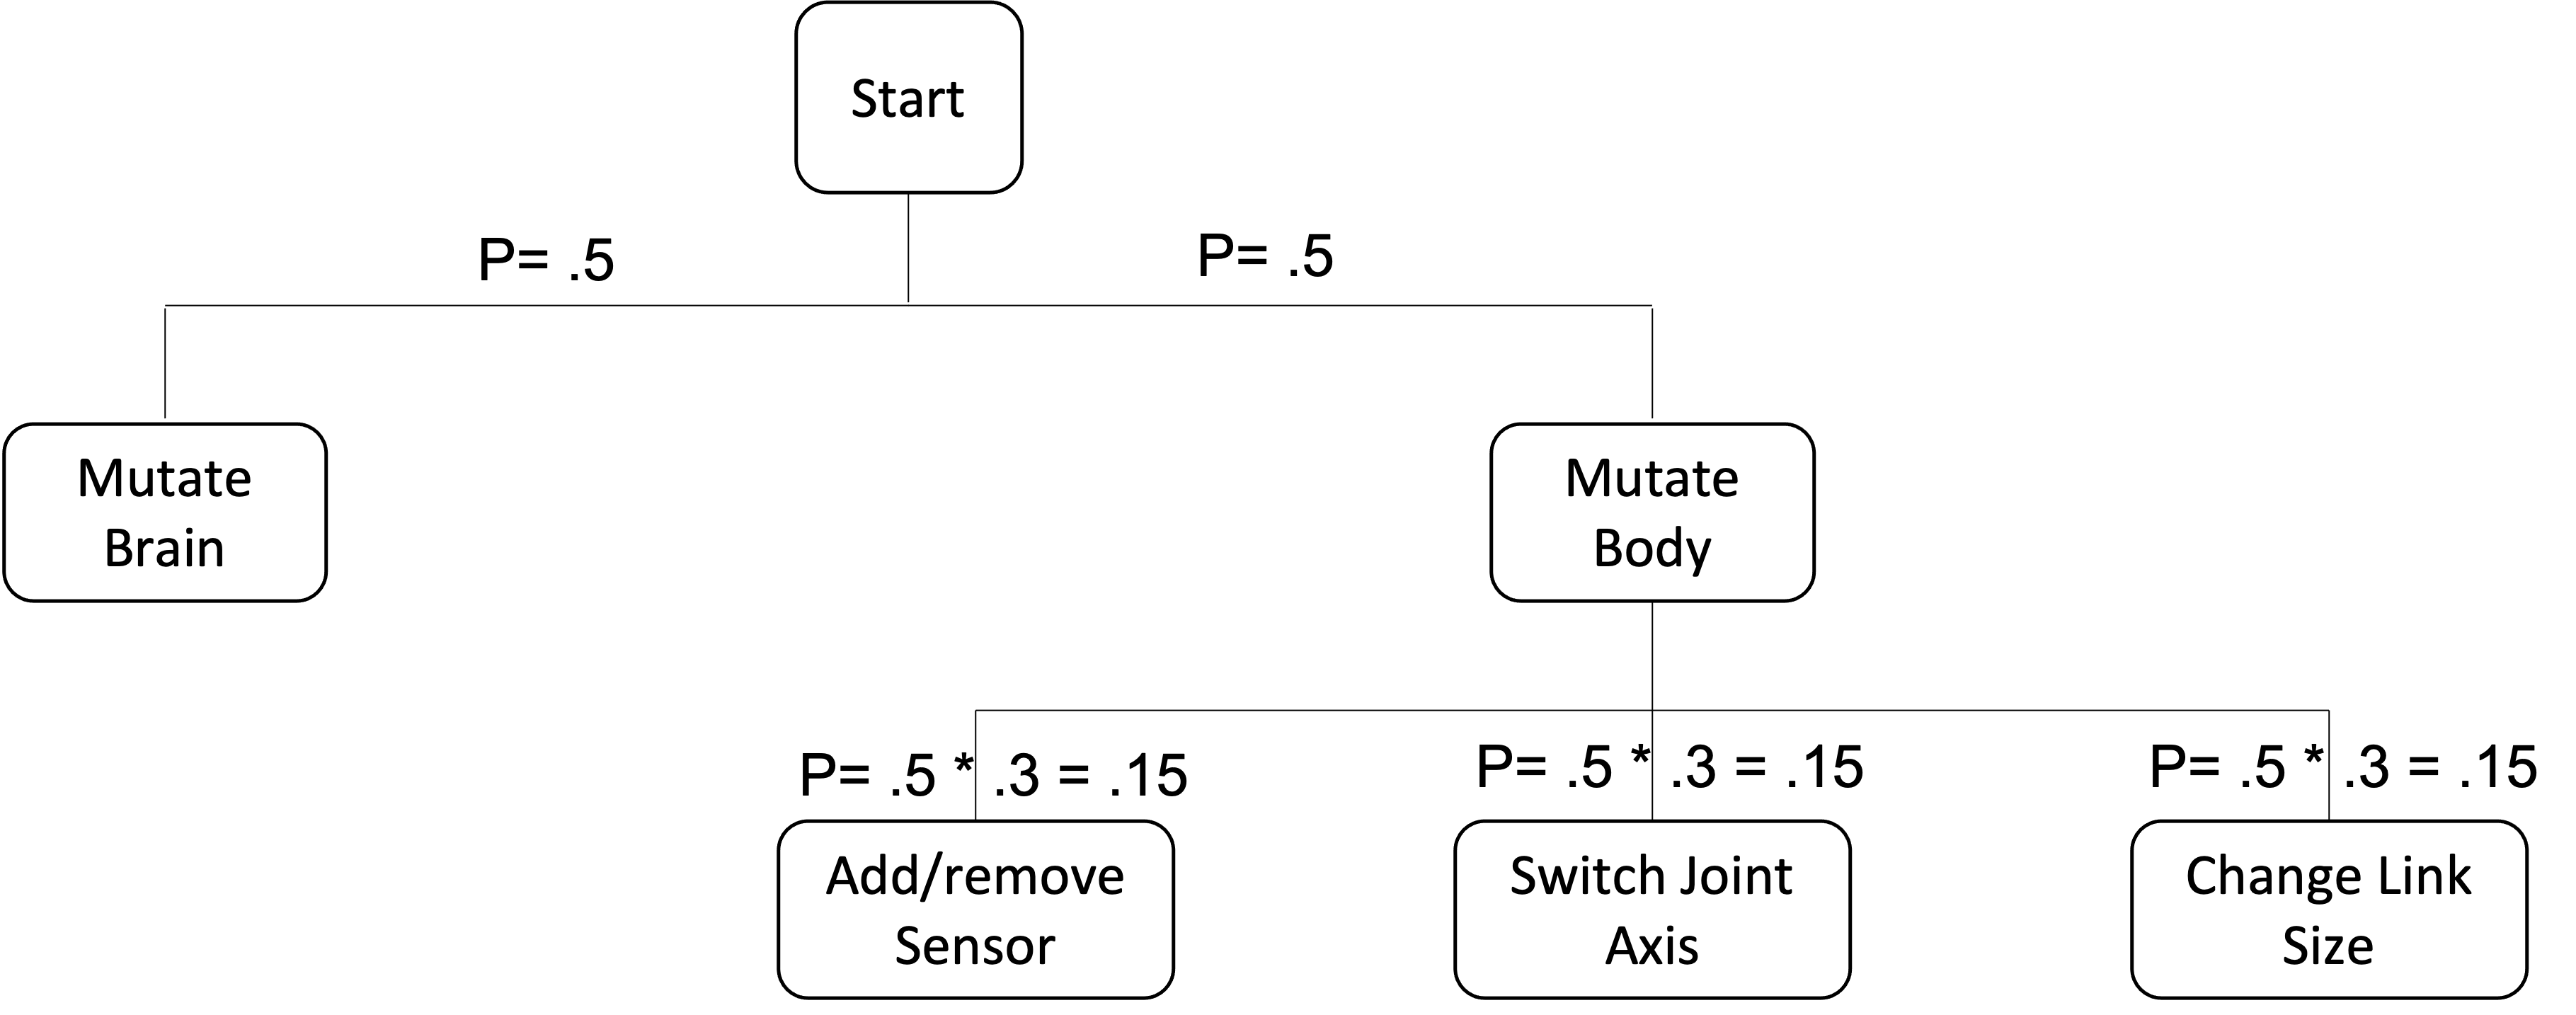 Start
P= .5
P= .5
Mutate
Brain
Mutate
Body
P= .5 * .3 = .15
P= .5 * .3 = .15
P= .5 * .3 = .15
Add/remove
Sensor
Switch Joint
Axis
Change Link
Size